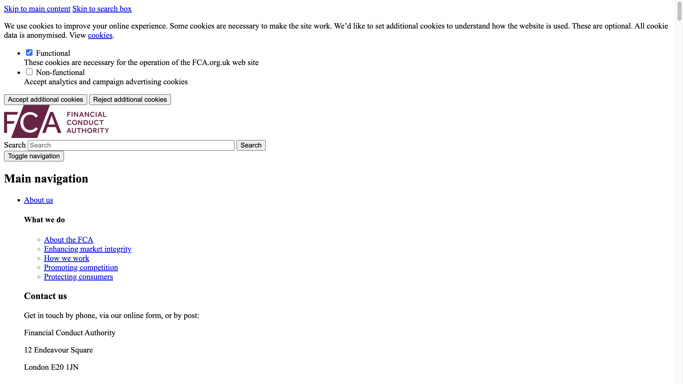 Skip to main content Skip to search box
We use cookies to improve your online experience. Some cookies are necessary to make the site work. We'd like to set additional cookies to understand how the website is used. These are optional. All cookie
data is anonymised. View cookies.
Functional
These cookies are necessary for the operation of the FCA.org.uk web site
Non-functional
Accept analytics and campaign advertising cookies
Accept additional cookies Reject additional cookies
FCA FINANCIAL
CONDUCT
AUTHORITY
Search Search Search
Toggle navigation
Main navigation
About us
What we do
About the FCA
Enhancing market integrity
How we work
Promoting competition
Protecting consumers
Contact us
Get in touch by phone, via our online form, or by post:
Financial Conduct Authority
12 Endeavour Square
London E20 1JN